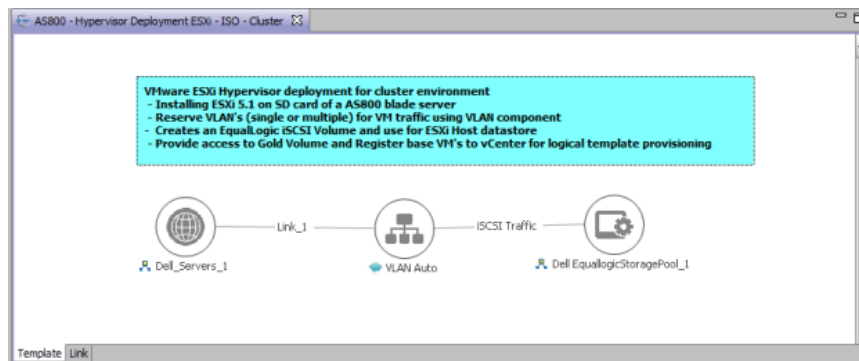 AS800 - Hypervisor Deployment ESXi - ISO - Cluster
VMware ESXi Hypervisor deployment for cluster environment
- Installing ESXi 5.1 on SD card of a AS800 blade server
- Reserve VLAN's (single or multiple) for VM traffic using VLAN component
- Creates an EqualLogic iSCSI Volume and use for ESXi Host datastore
- Provide access to Gold Volume and Register base VM's to vCenter for logical template provisioning
Link_1
iSCSI Traffic
Dell_Servers_1
VLAN Auto
Dell EquallogicStoragePool_1
Template Link